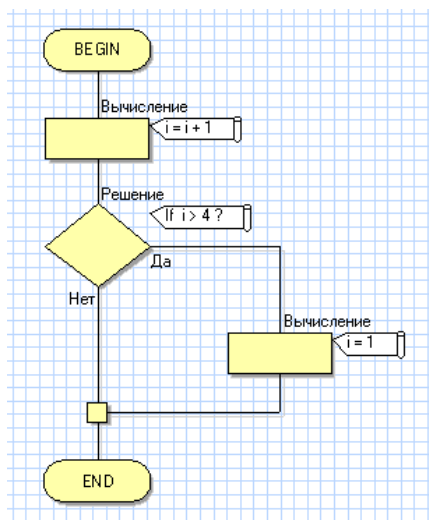 BEGIN
Вычисление
i = i + 1
Решение
If i > 4 ?
Да
Нет
Вычисление
i = 1
END